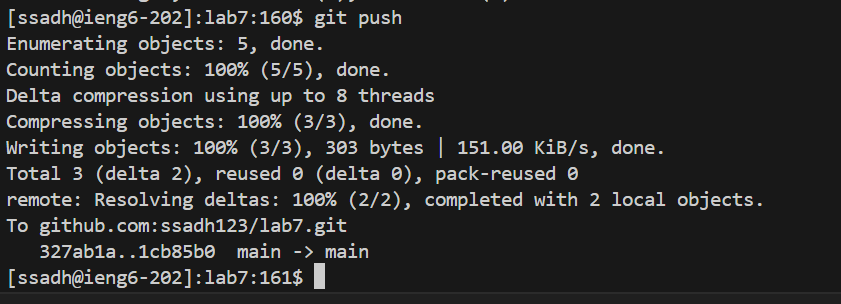 [ssadh@ieng6-202]:lab7:160$ git push
Enumerating objects: 5, done.
Counting objects: 100% (5/5), done.
Delta compression using up to 8 threads
Compressing objects: 100% (3/3), done.
Writing objects: 100% (3/3), 303 bytes | 151.00 KiB/s, done.
Total 3 (delta 2), reused 0 (delta 0), pack-reused 0
remote: Resolving deltas: 100% (2/2), completed with 2 local objects.
To github.com:ssadh123/lab7.git
   327ab1a..1cb85b0  main -> main
[ssadh@ieng6-202]:lab7:161$